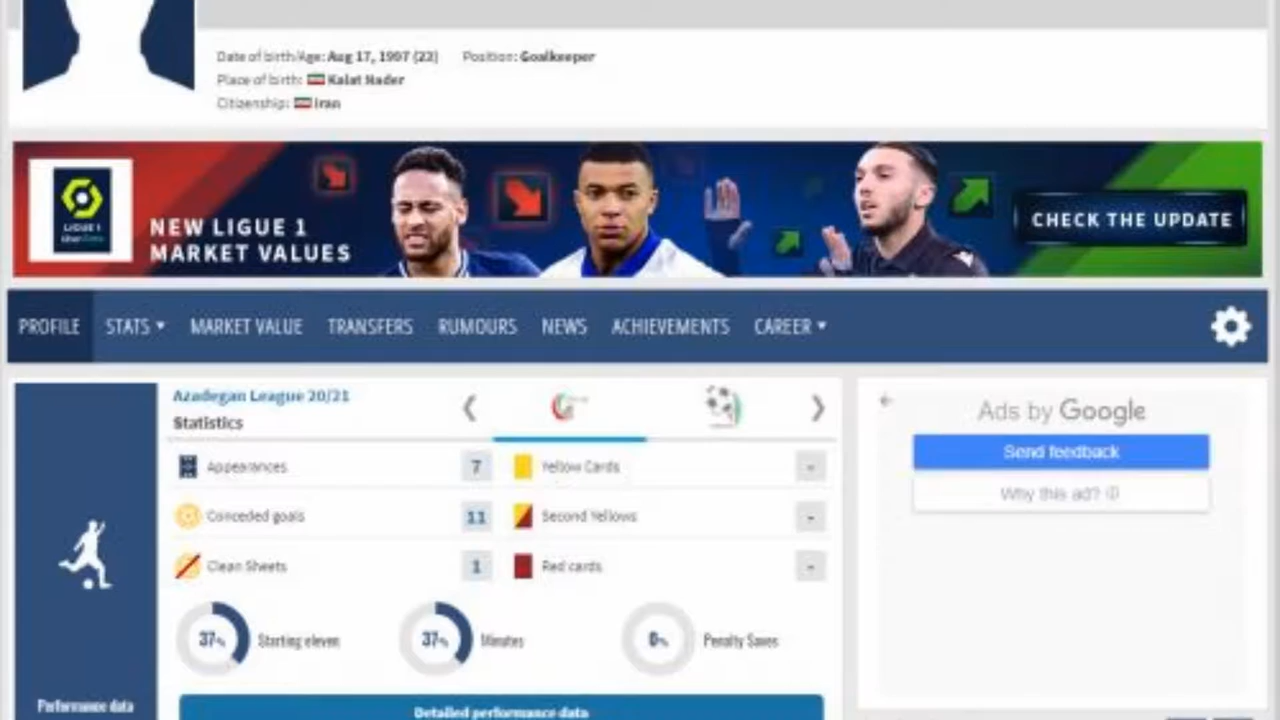 Date of birth/Age: Aug 17, 1997 (23) Position: Goalkeeper
Place of birth: Kalat Nader
Citizenship: Iran
LIGUE 1
NEW LIGUE 1
MARKET VALUES
CHECK THE UPDATE
PROFILE STATS MARKET VALUE TRANSFERS RUMOURS NEWS ACHIEVEMENTS CAREER
Azadegan League 20/21
Statistics
Ads by Google
Send feedback
Why this ad?
Appearances 7 Yellow Cards -
Conceded goals 11 Second Yellows -
Clean Sheets 1 Red cards -
37% Starting eleven 37% Minutes 0% Penalty Saves
Performance data
Detailed performance data